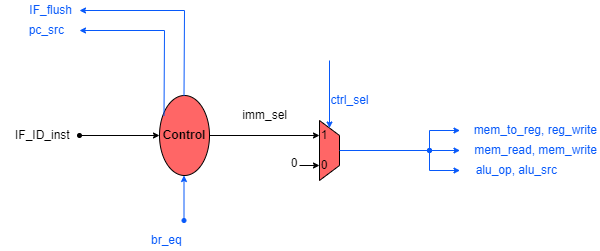 IF_flush
pc_src
ctrl_sel
imm_sel
IF_ID_inst
Control
1
0
0
mem_to_reg, reg_write
mem_read, mem_write
alu_op, alu_src
br_eq